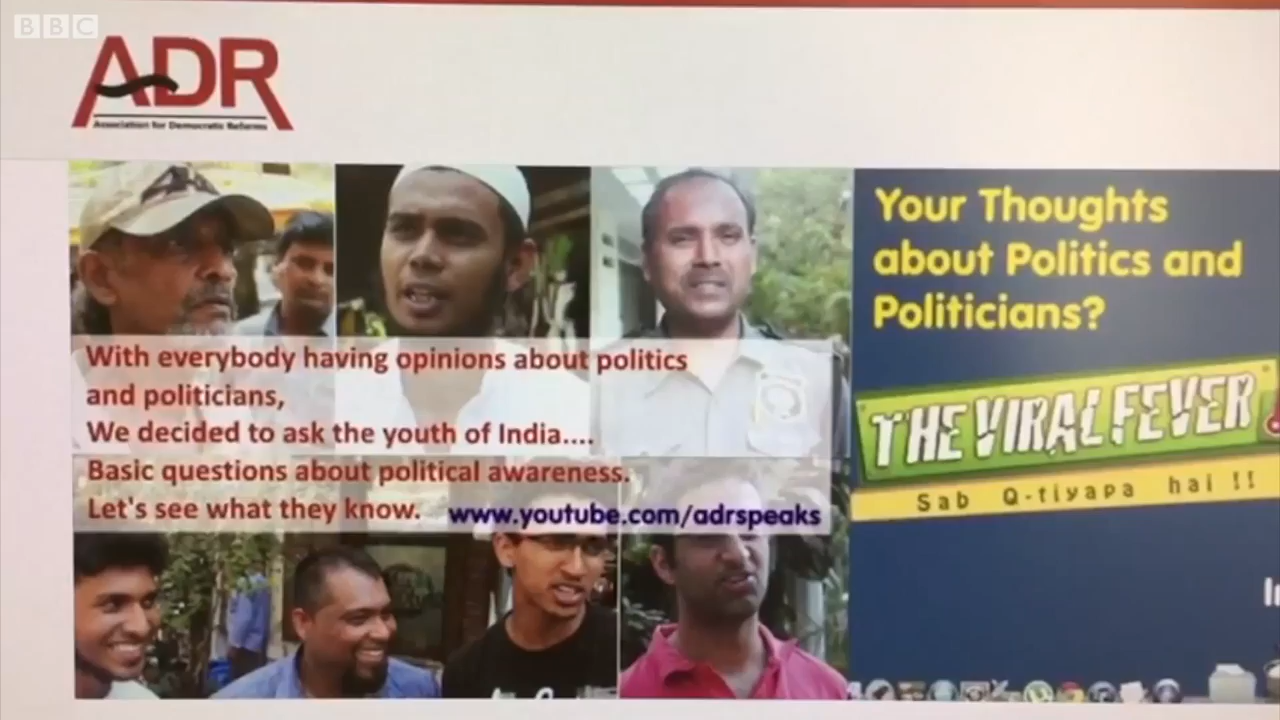 BBC
ADR
Association for Democratic Reforms
With everybody having opinions about politics
and politicians,
We decided to ask the youth of India....
Basic questions about political awareness.
Let's see what they know. www.youtube.com/adrspeaks
Your Thoughts
about Politics and
Politicians?
THE VIRAL FEVER
Sab Q-tiyapa hai !!